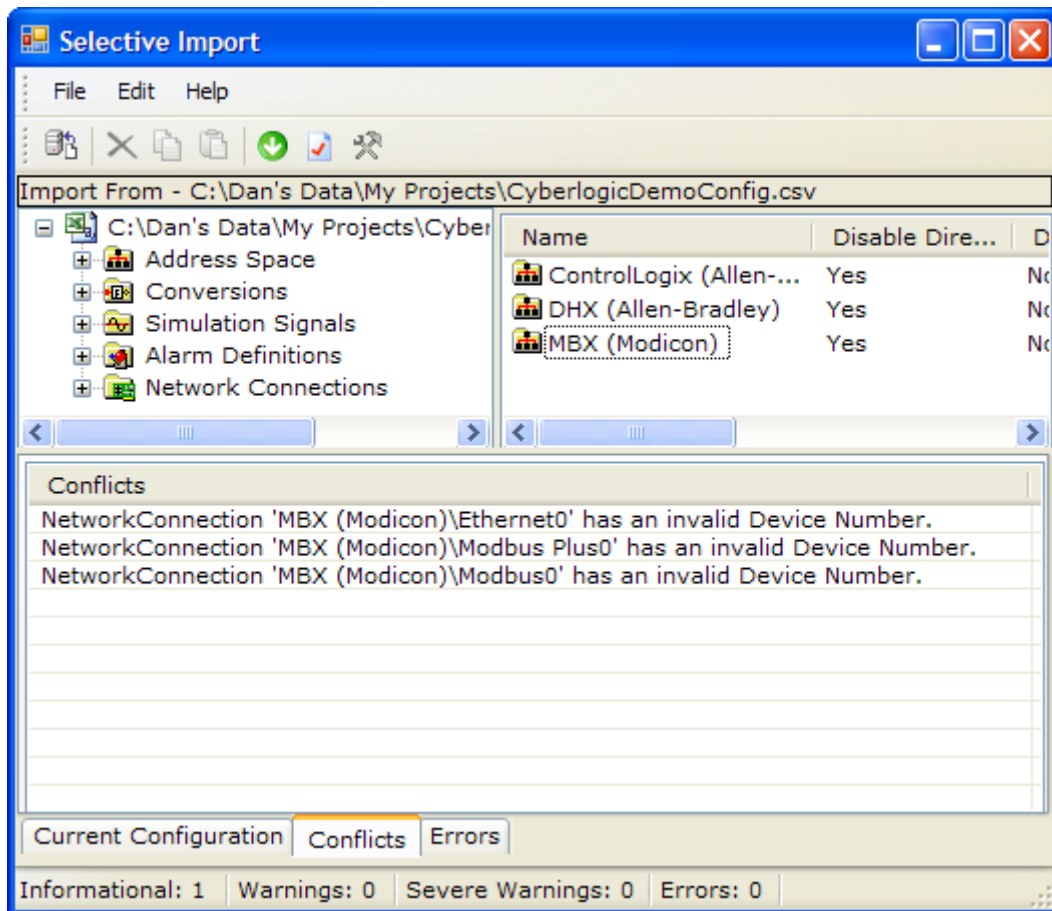 Selective Import
File Edit Help
Import From - C:\Dan's Data\My Projects\CyberlogicDemoConfig.csv
C:\Dan's Data\My Projects\Cyber
Address Space
Conversions
Simulation Signals
Alarm Definitions
Network Connections
Name Disable Dire... D
ControlLogix (Allen-... Yes No
DHX (Allen-Bradley) Yes No
MBX (Modicon) Yes No
Conflicts
NetworkConnection 'MBX (Modicon)\Ethernet0' has an invalid Device Number.
NetworkConnection 'MBX (Modicon)\Modbus Plus0' has an invalid Device Number.
NetworkConnection 'MBX (Modicon)\Modbus0' has an invalid Device Number.
Current Configuration Conflicts Errors
Informational: 1 Warnings: 0 Severe Warnings: 0 Errors: 0